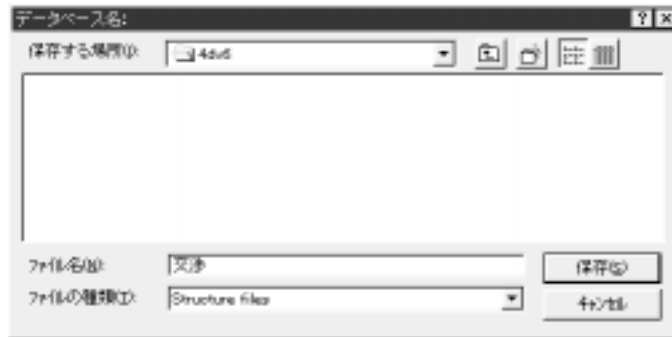 データベース名:
保存する場所(I):
4dv6
ファイル名(N):
交渉
保存(S)
ファイルの種類(T):
Structure files
キャンセル